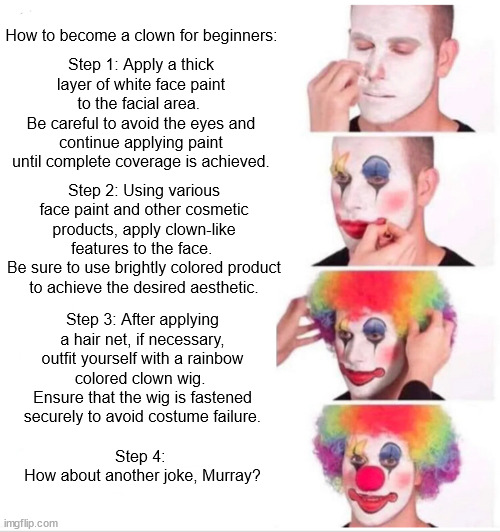 How to become a clown for beginners:
Step 1: Apply a thick
layer of white face paint
to the facial area.
Be careful to avoid the eyes and
continue applying paint
until complete coverage is achieved.
Step 2: Using various
face paint and other cosmetic
products, apply clown-like
features to the face.
Be sure to use brightly colored product
to achieve the desired aesthetic.
Step 3: After applying
a hair net, if necessary,
outfit yourself with a rainbow
colored clown wig.
Ensure that the wig is fastened
securely to avoid costume failure.
Step 4:
How about another joke, Murray?
imgflip.com